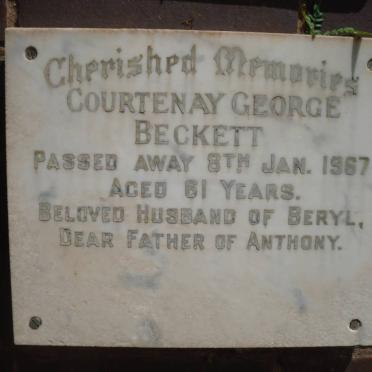 Cherished Memories
COURTENAY GEORGE
BECKETT
PASSED AWAY 8TH JAN. 1967
AGED 61 YEARS.
BELOVED HUSBAND OF BERYL,
DEAR FATHER OF ANTHONY.